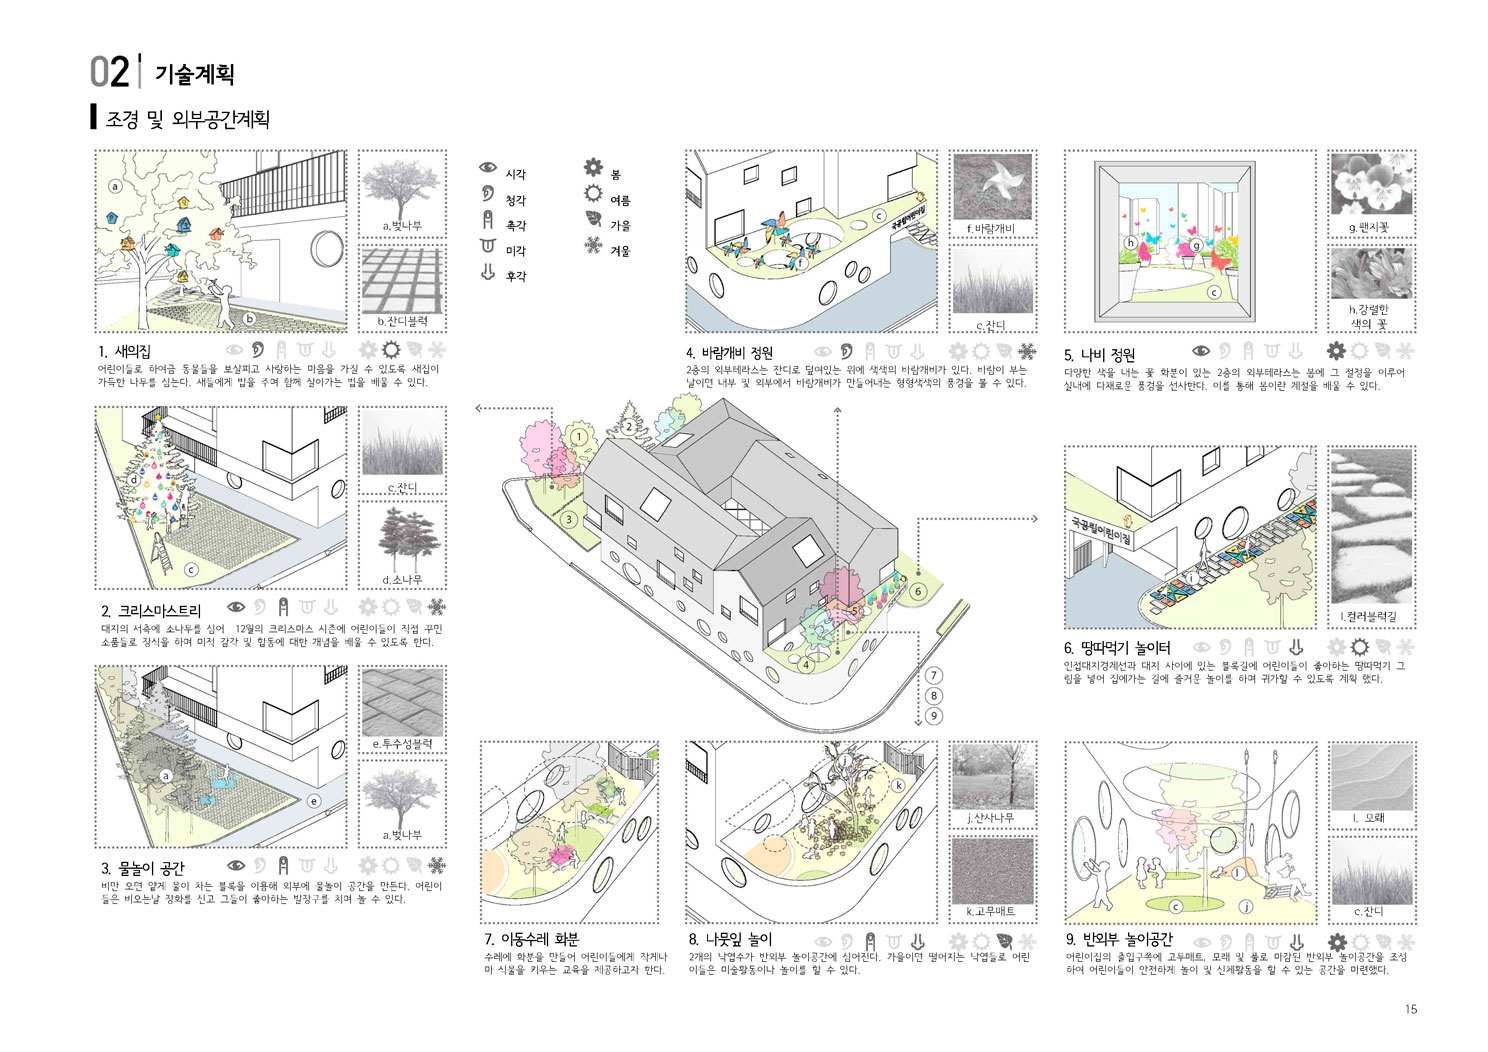 02 기술계획
조경 및 외부공간계획
a
b
a.벚나무
b.잔디블럭
1. 새의집
어린이들로 하여금 동물들을 보살피고 사랑하는 마음을 가질 수 있도록 새집이
가득한 나무를 심는다. 새들에게 밥을 주며 함께 살아가는 법을 배울 수 있다.
시각
청각
촉각
미각
후각
봄
여름
가을
겨울
c
f
국공립어린이집
f.바람개비
c.잔디
4. 바람개비 정원
2층의 외부테라스는 잔디로 덮여있는 위에 색색의 바람개비가 있다. 바람이 부는
날이면 내부 및 외부에서 바람개비가 만들어내는 형형색색의 풍경을 볼 수 있다.
h
g
c
g.팬지꽃
h.강렬한
색의 꽃
5. 나비 정원
다양한 색을 내는 꽃 화분이 있는 2층의 외부테라스는 봄에 그 절정을 이루어
실내에 다채로운 풍경을 선사한다. 이를 통해 봄이란 계절을 배울 수 있다.
d
c
c.잔디
d.소나무
2. 크리스마스트리
대지의 서측에 소나무를 심어 12월의 크리스마스 시즌에 어린이들이 직접 꾸민
소품들로 장식을 하며 미적 감각 및 합동에 대한 개념을 배울 수 있도록 한다.
1
2
3
4
5
6
7
8
9
국공립어린이집
i
l.컬러블럭길
6. 땅따먹기 놀이터
인접대지경계선과 대지 사이에 있는 블록길에 어린이들이 좋아하는 땅따먹기 그
림을 넣어 집에가는 길에 즐거운 놀이를 하며 귀가할 수 있도록 계획 했다.
a
e
e.투수성블럭
a.벚나무
3. 물놀이 공간
비만 오면 얕게 물이 차는 블록을 이용해 외부에 물놀이 공간을 만든다. 어린이
들은 비오는날 장화를 신고 그들이 좋아하는 발장구를 치며 놀 수 있다.
7. 이동수레 화분
수레에 화분을 만들어 어린이들에게 작게나
마 식물을 키우는 교육을 제공하고자 한다.
j
k
j.산사나무
k.고무매트
8. 나뭇잎 놀이
2개의 낙엽수가 반외부 놀이공간에 심어진다. 가을이면 떨어지는 낙엽들로 어린
이들은 미술활동이나 놀이를 할 수 있다.
l
c
j
l. 모래
c.잔디
9. 반외부 놀이공간
어린이집의 출입구쪽에 고무매트, 모래 및 풀로 마감된 반외부 놀이공간을 조성
하여 어린이들이 안전하게 놀이 및 신체활동을 할 수 있는 공간을 마련했다.
15